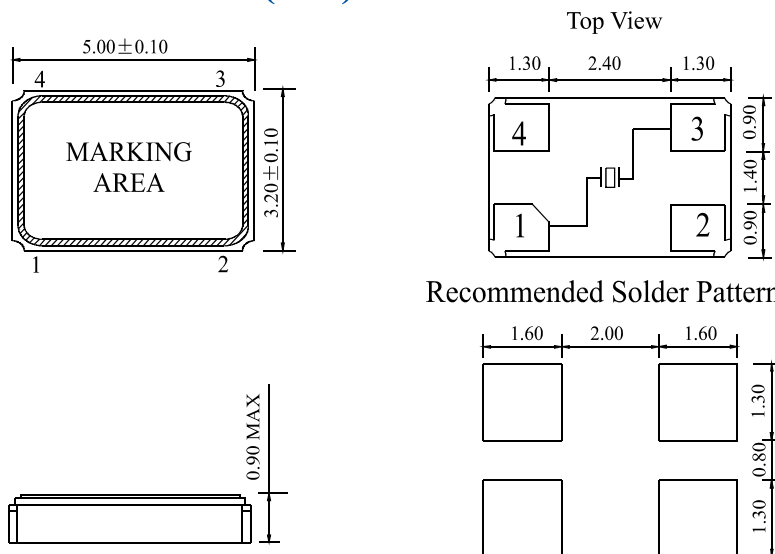 Top View
5.00±0.10
1.30 2.40 1.30
4 3
MARKING
AREA
3.20±0.10
1 2
4 3
1 2
0.90
1.40
0.90
Recommended Solder Pattern
1.60 2.00 1.60
1.30
0.80
1.30
0.90 MAX